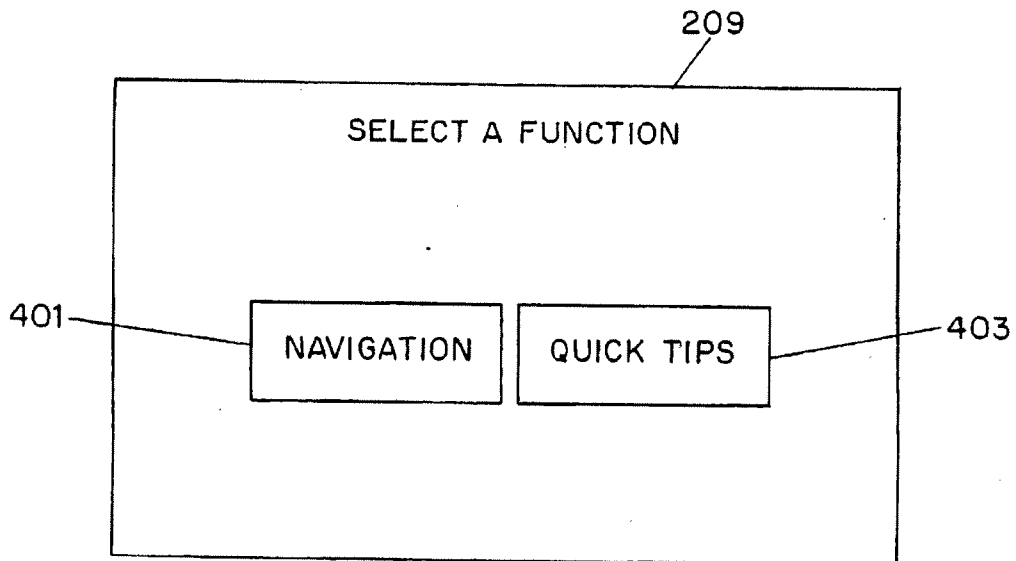 209
SELECT A FUNCTION
401
NAVIGATION
QUICK TIPS
403